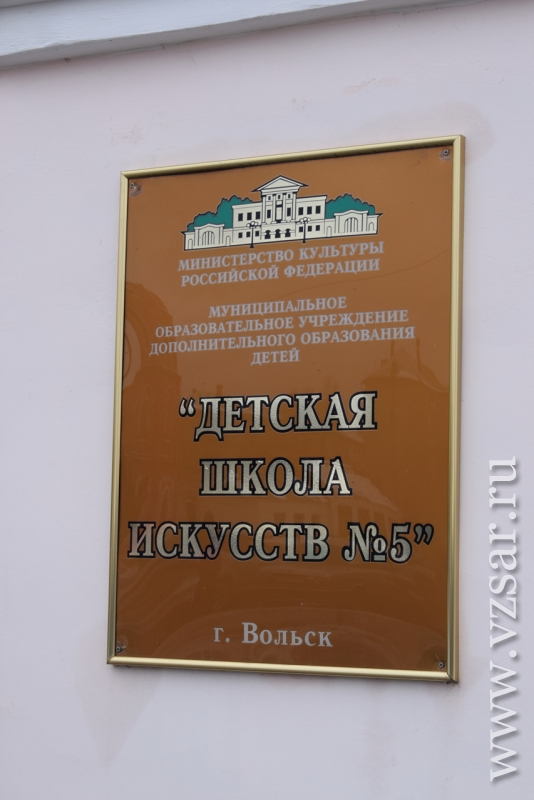 МИНИСТЕРСТВО КУЛЬТУРЫ
РОССИЙСКОЙ ФЕДЕРАЦИИ
МУНИЦИПАЛЬНОЕ
ОБРАЗОВАТЕЛЬНОЕ УЧРЕЖДЕНИЕ
ДОПОЛНИТЕЛЬНОГО ОБРАЗОВАНИЯ
ДЕТЕЙ
“ДЕТСКАЯ
ШКОЛА
ИСКУССТВ №5”
г. Вольск
www.vzsar.ru